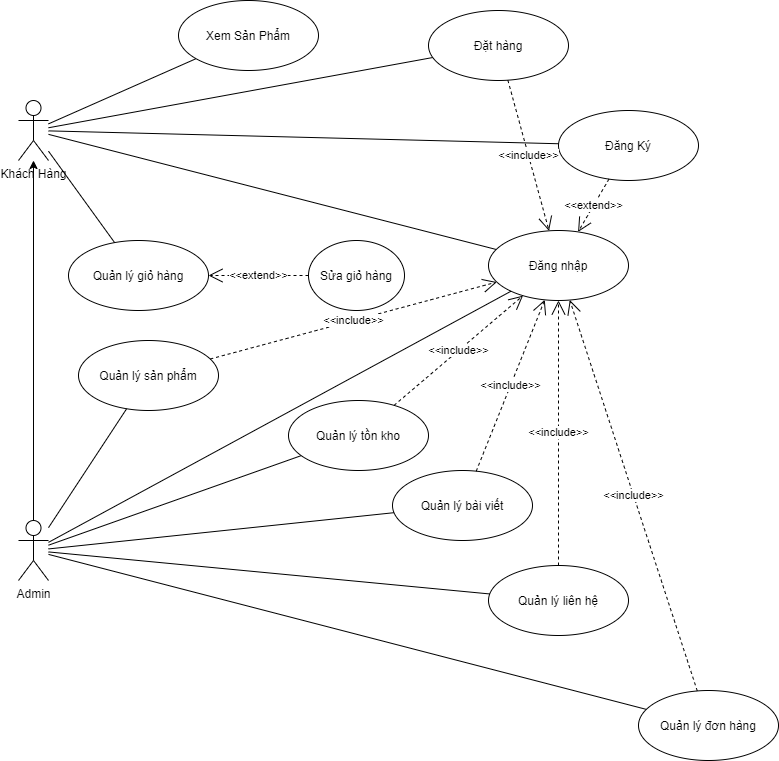 Xem Sản Phẩm
Đặt hàng
Đăng Ký
<<include>>
Khách Hàng
<<extend>>
Quản lý giỏ hàng
<<extend>>
Sửa giỏ hàng
Đăng nhập
<<include>>
<<include>>
Quản lý sản phẩm
<<include>>
Quản lý tồn kho
<<include>>
<<include>>
Quản lý bài viết
Admin
Quản lý liên hệ
Quản lý đơn hàng